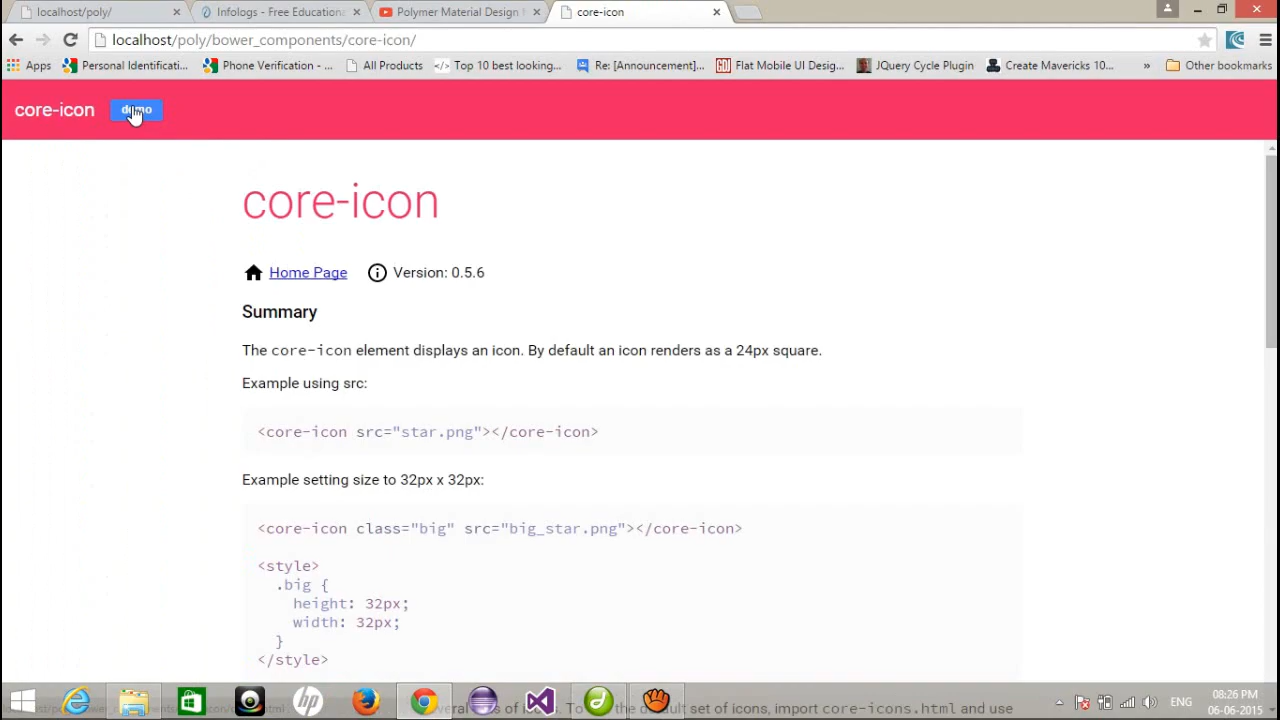 localhost/poly/
Infologs - Free Educationa
Polymer Material Design
core-icon
localhost/poly/bower_components/core-icon/
Apps
Personal Identificati...
Phone Verification - ...
All Products
</> Top 10 best looking...
Re: [Announcement]...
Flat Mobile UI Desig...
JQuery Cycle Plugin
Create Mavericks 10...
»
Other bookmarks
core-icon
demo
core-icon
Home Page
Version: 0.5.6
Summary
The core-icon element displays an icon. By default an icon renders as a 24px square.
Example using src:
<core-icon src="star.png"></core-icon>
Example setting size to 32px x 32px:
<core-icon class="big" src="big_star.png"></core-icon>
<style>
.big {
height: 32px;
width: 32px;
}
</style>
import core-icons.html and use
hp
ENG
08:26 PM
06-06-2015